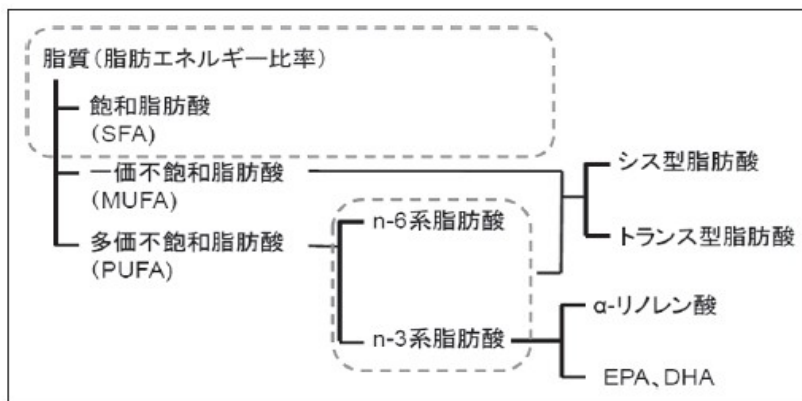 脂質(脂肪エネルギー比率)
飽和脂肪酸
(SFA)
一価不飽和脂肪酸
(MUFA)
多価不飽和脂肪酸
(PUFA)
n-6系脂肪酸
n-3系脂肪酸
シス型脂肪酸
トランス型脂肪酸
α-リノレン酸
EPA、DHA